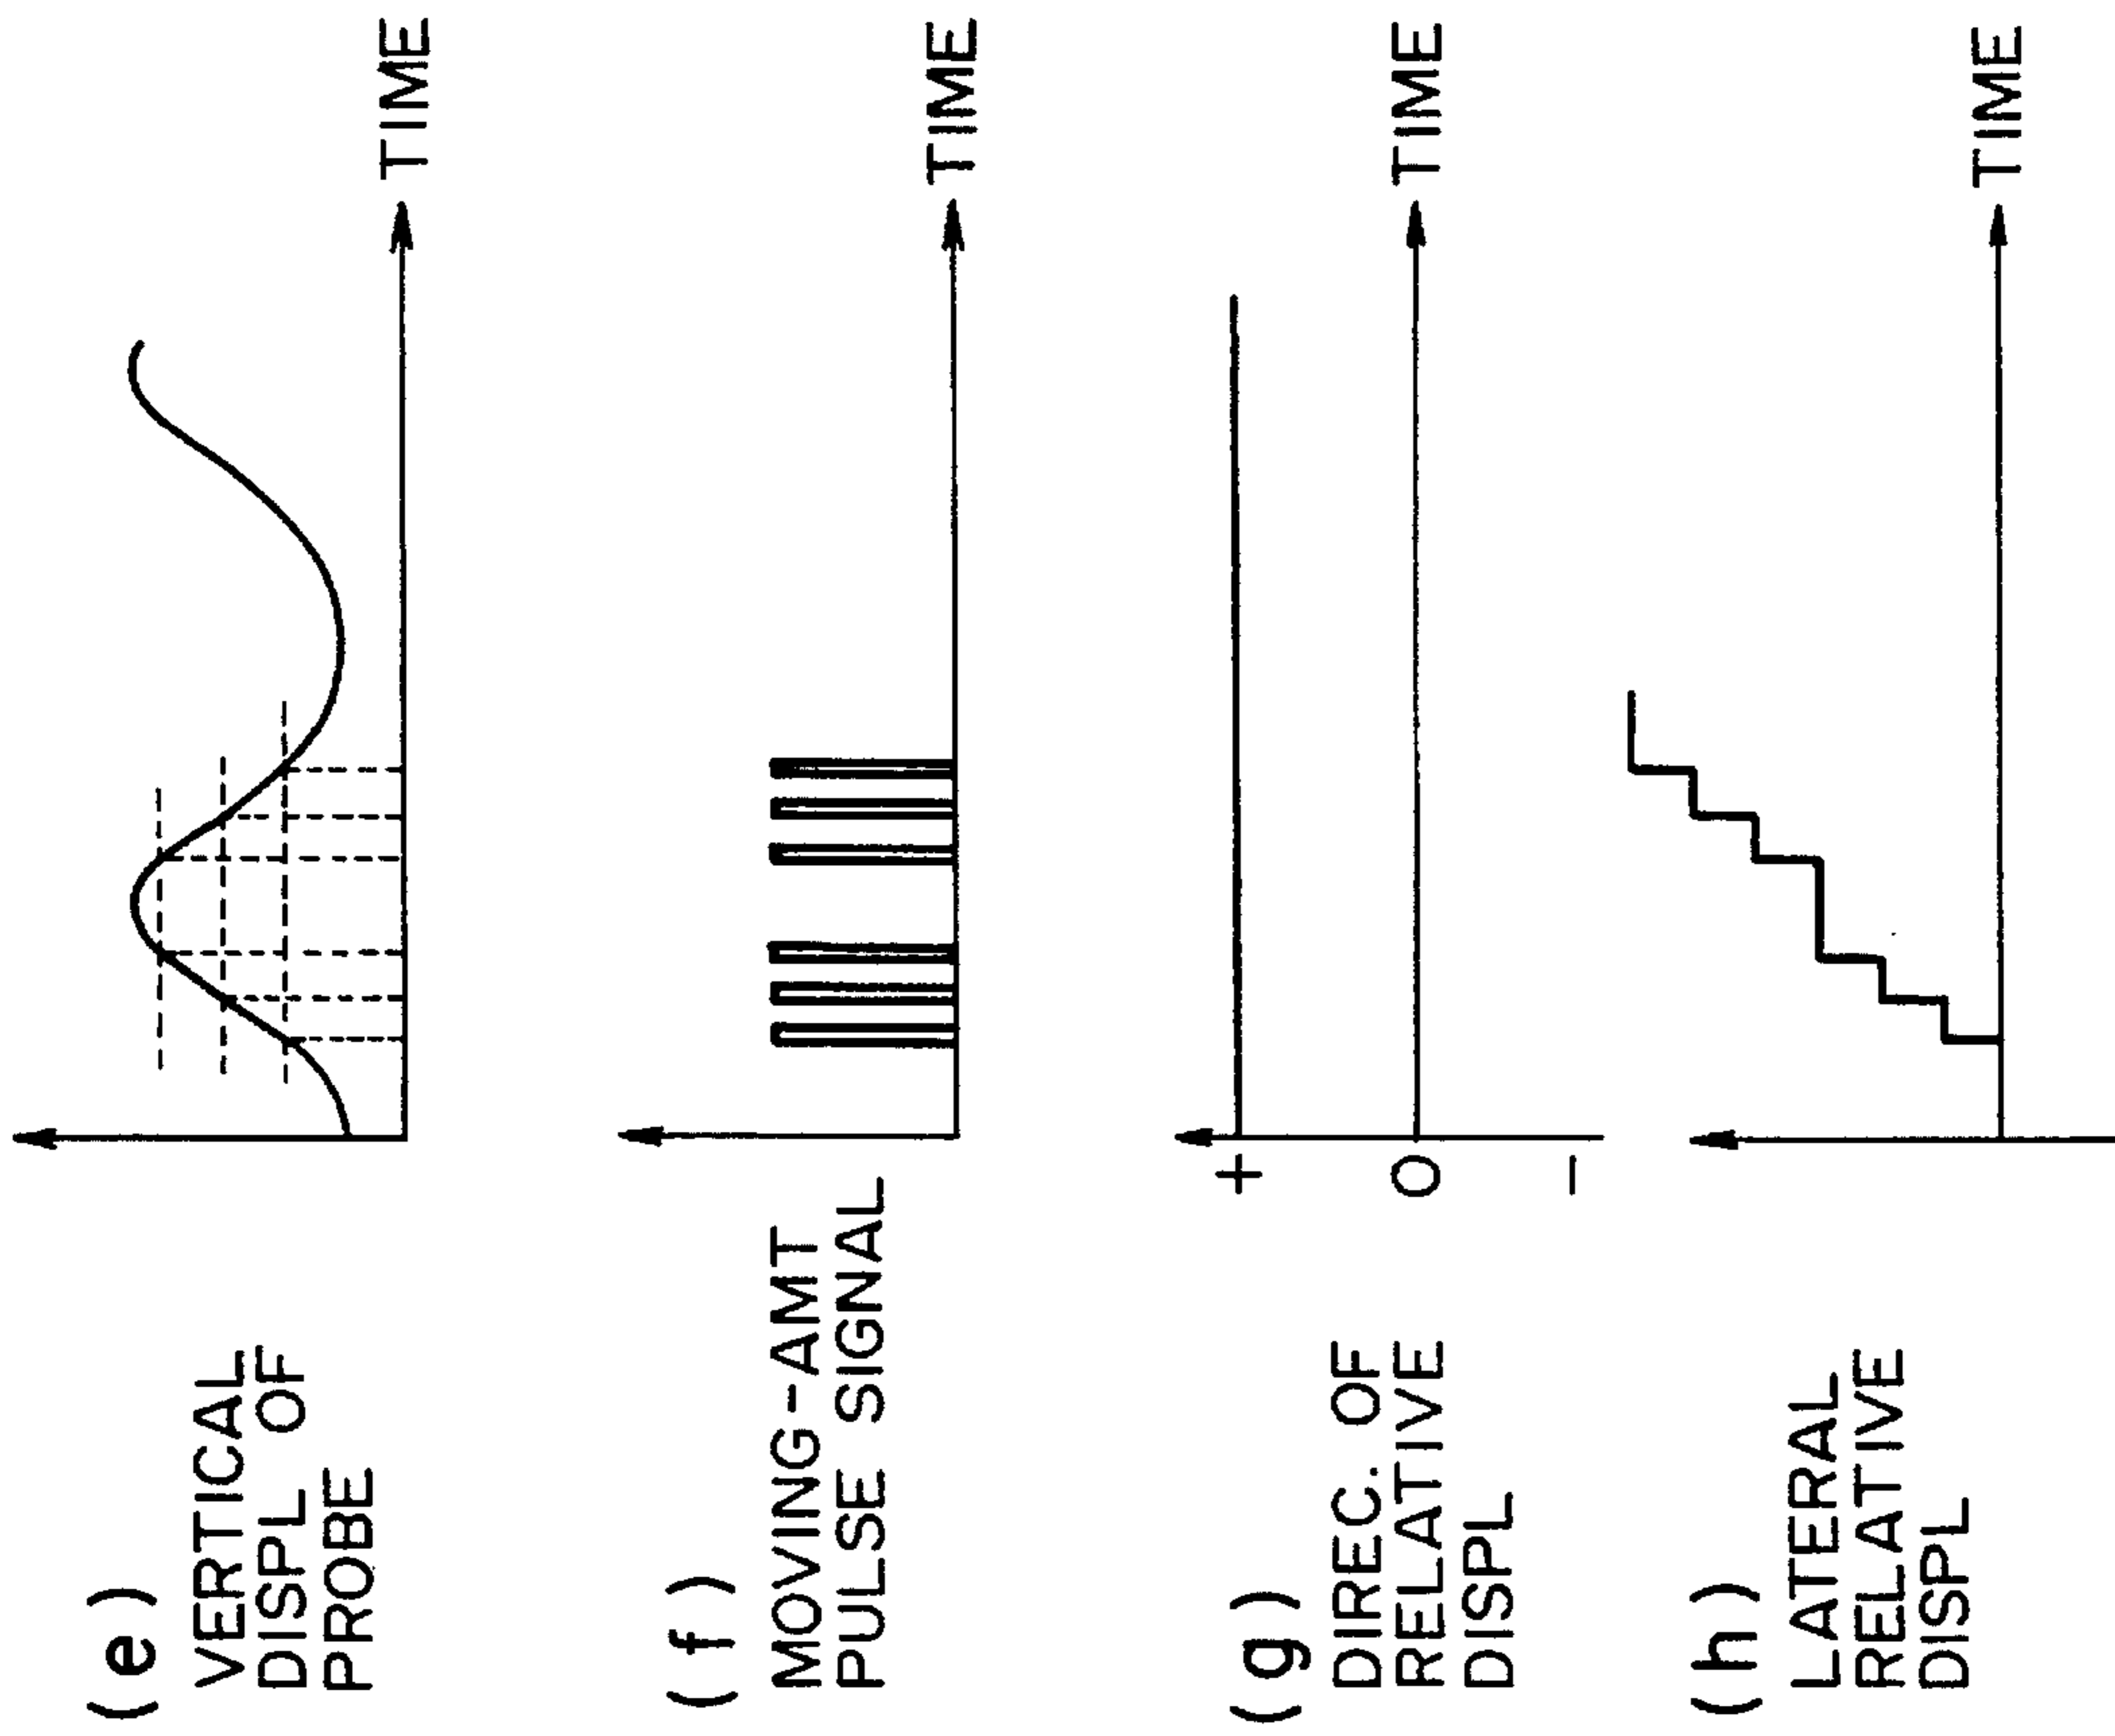 (e)
VERTICAL
DISPL OF
PROBE
TIME
(f)
MOVING-AMT
PULSE SIGNAL
TIME
(g)
DIREC. OF
RELATIVE
DISPL
+
0
−
TIME
(h)
LATERAL
RELATIVE
DISPL
TIME